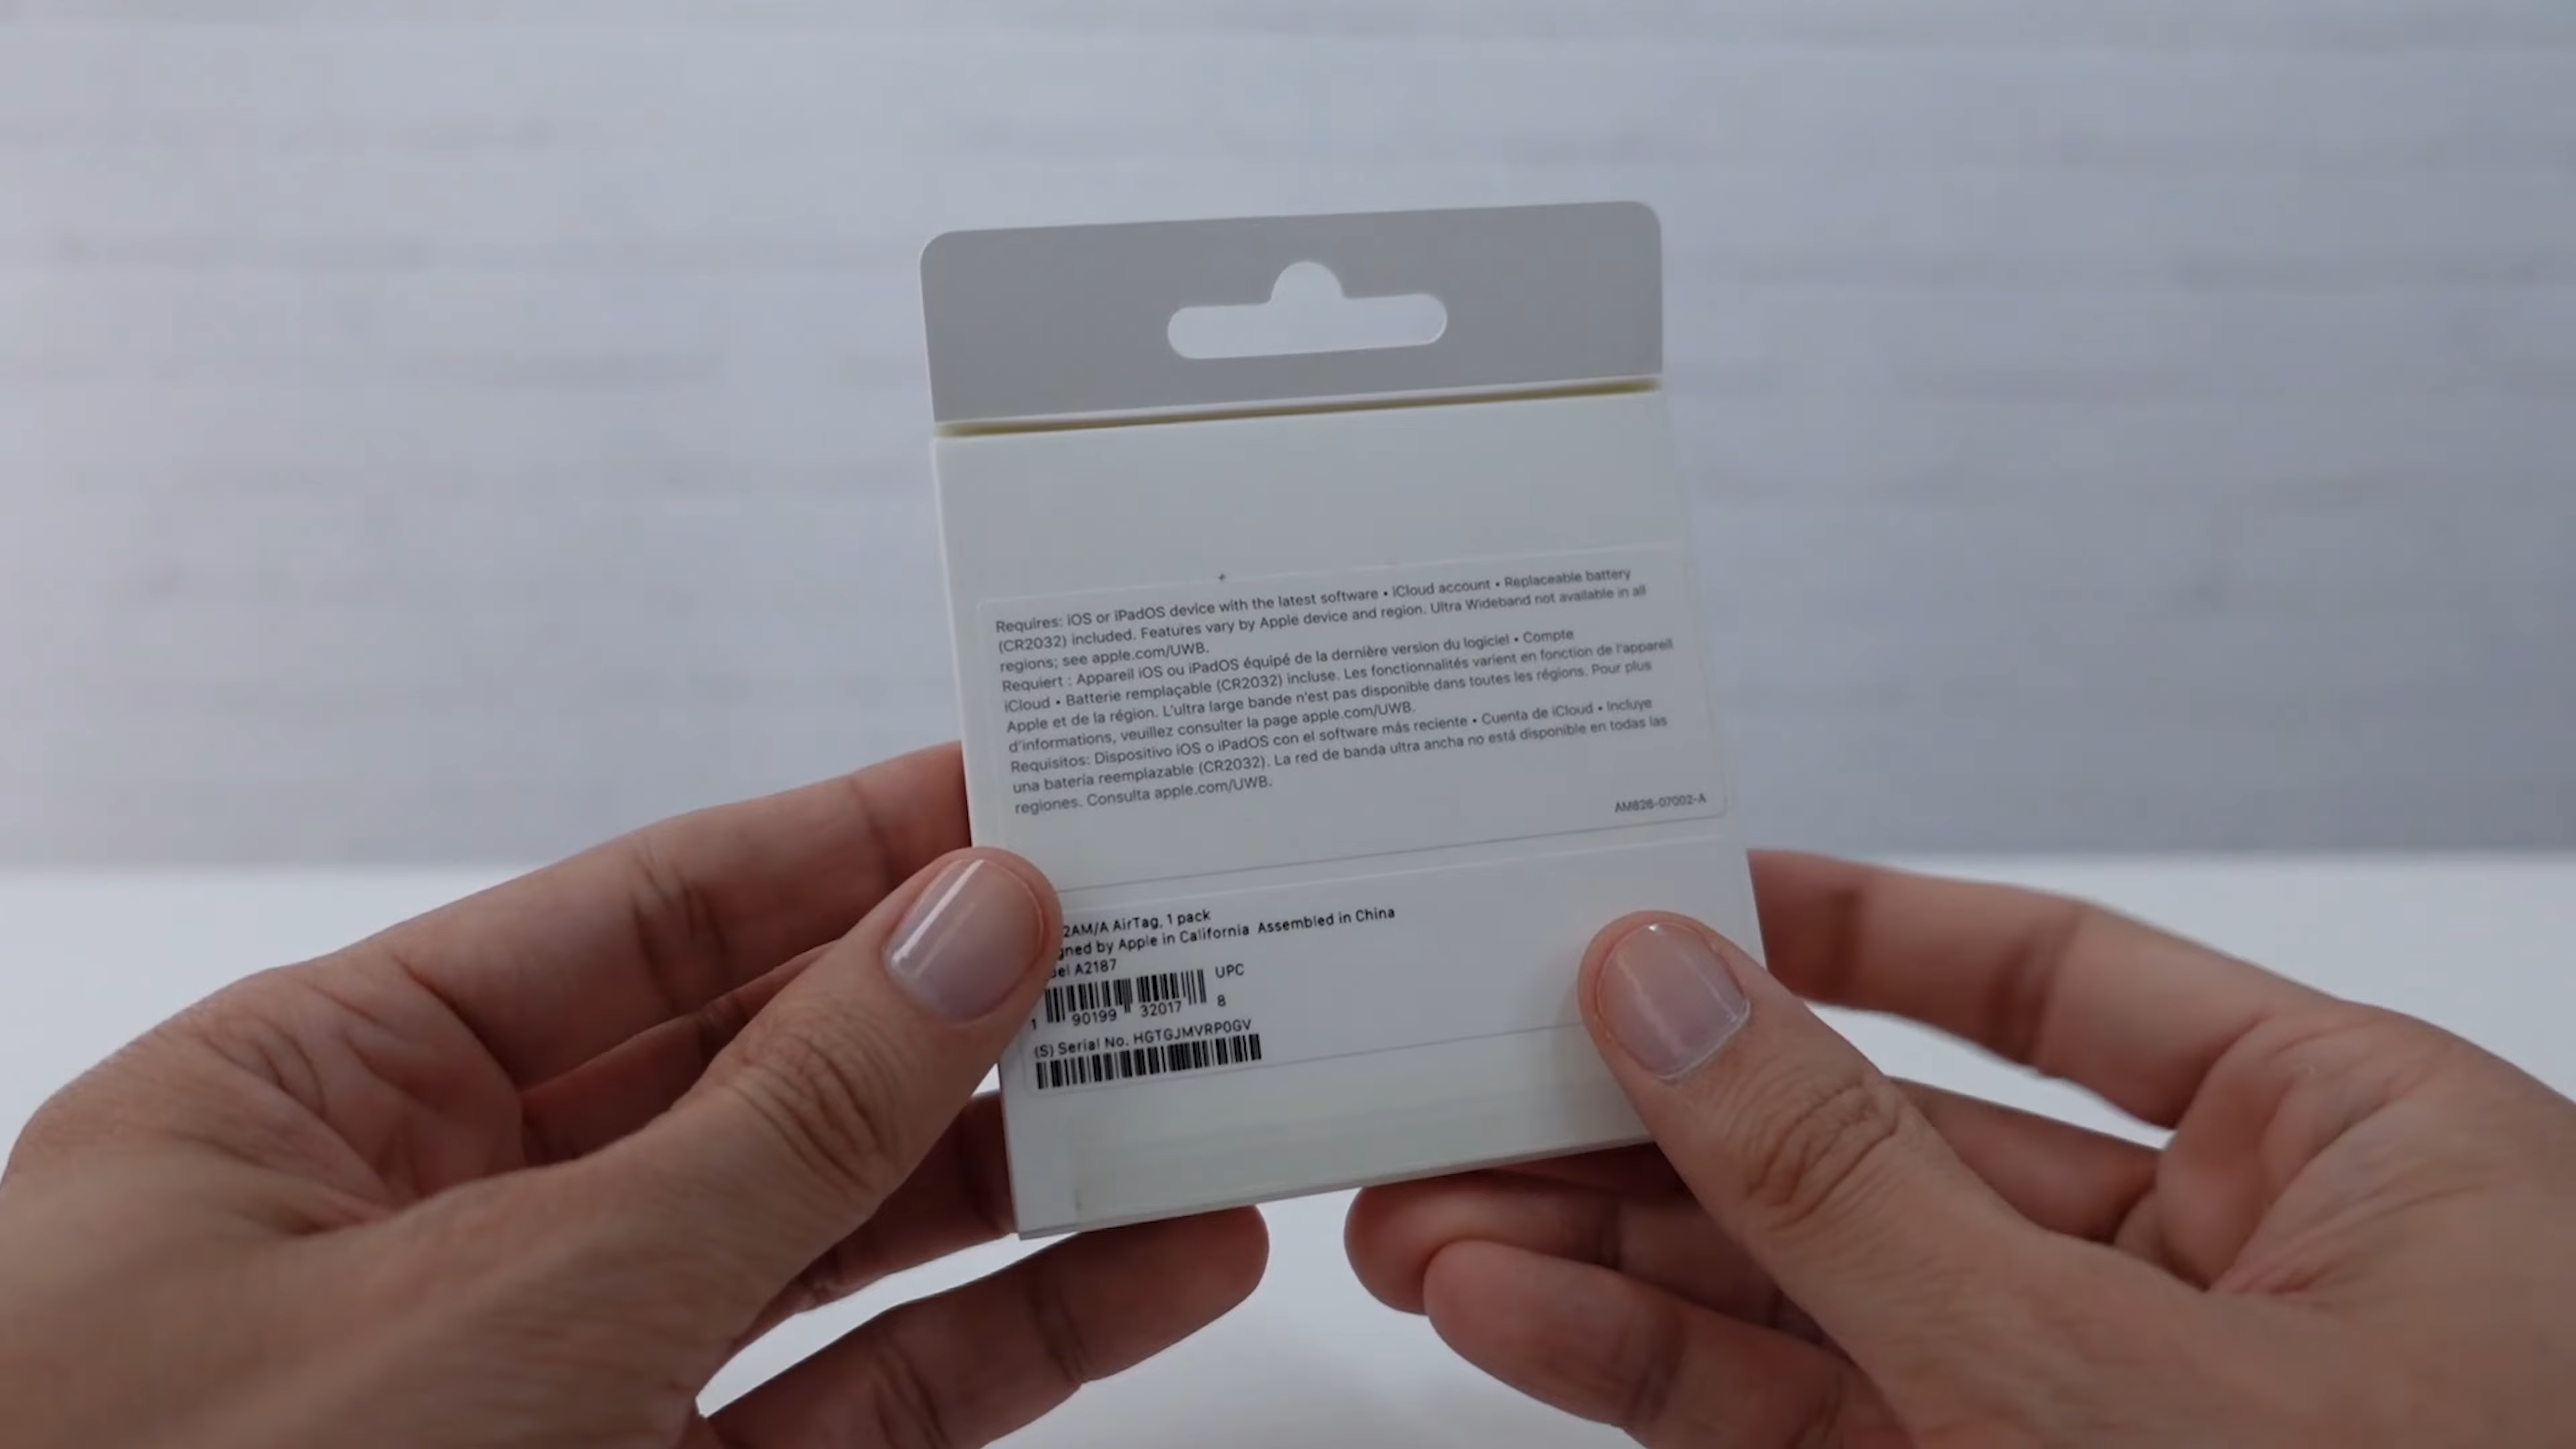 Requires: iOS or iPadOS device with the latest software • iCloud account • Replaceable battery
(CR2032) included. Features vary by Apple device and region. Ultra Wideband not available in all
regions; see apple.com/UWB.
Requiert : Appareil iOS ou iPadOS équipé de la dernière version du logiciel • Compte
iCloud • Batterie remplaçable (CR2032) incluse. Les fonctionnalités varient en fonction de l'appareil
Apple et de la région. L'ultra large bande n'est pas disponible dans toutes les régions. Pour plus
d'informations, veuillez consulter la page apple.com/UWB.
Requisitos: Dispositivo iOS o iPadOS con el software más reciente • Cuenta de iCloud • Incluye
una batería reemplazable (CR2032). La red de banda ultra ancha no está disponible en todas las
regiones. Consulta apple.com/UWB.
AM826-07002-A
2AM/A AirTag, 1 pack
gned by Apple in California Assembled in China
el A2187
UPC
1 90199 32017 8
(S) Serial No. HGTGJMVRP0GV